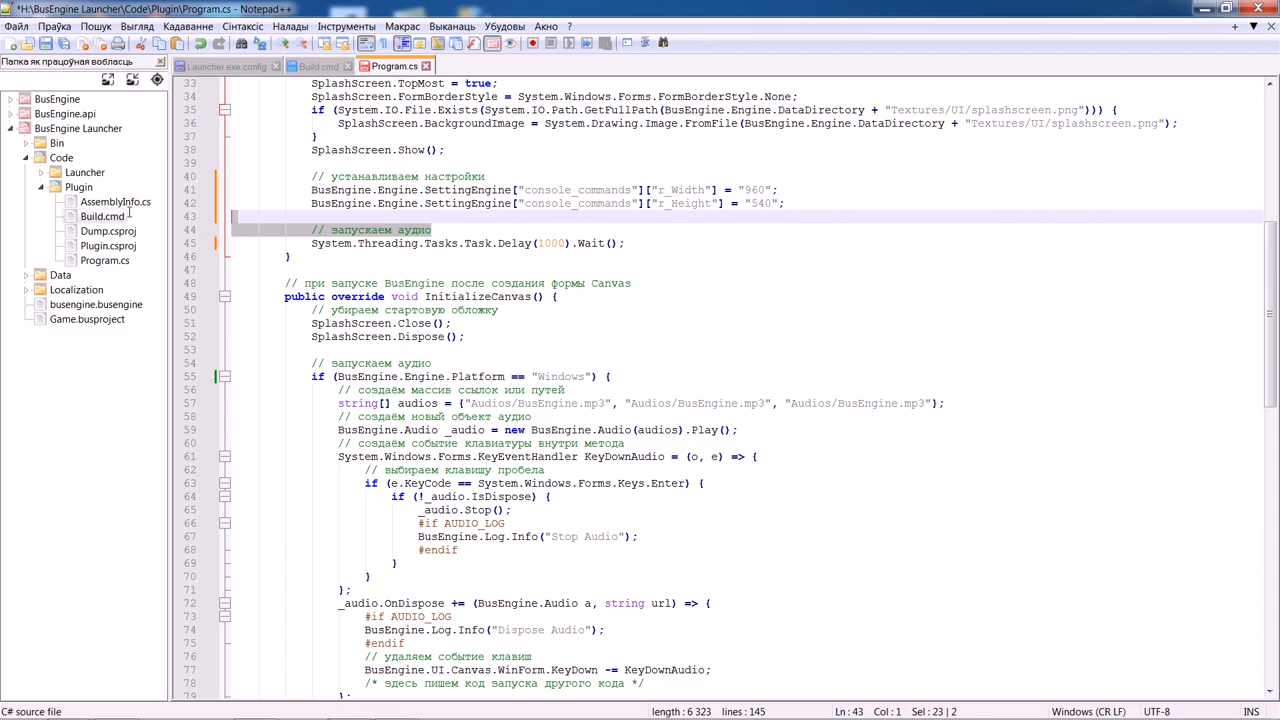 *H:\BusEngine Launcher\Code\Plugin\Program.cs - Notepad++
Файл Праўка Пошук Выгляд Кадаванне Сінтаксіс Налады Інструменты Макрас Выканаць Убудовы Акно ?
Папка як працоўная вобласць
Launcher.exe.config Build.cmd Program.cs
BusEngine
BusEngine.api
BusEngine Launcher
Bin
Code
Launcher
Plugin
AssemblyInfo.cs
Build.cmd
Dump.csproj
Plugin.csproj
Program.cs
Data
Localization
busengine.busengine
Game.busproject
33 SplashScreen.TopMost = true;
34 SplashScreen.FormBorderStyle = System.Windows.Forms.FormBorderStyle.None;
35 if (System.IO.File.Exists(System.IO.Path.GetFullPath(BusEngine.Engine.DataDirectory + "Textures/UI/splashscreen.png"))) {
36 SplashScreen.BackgroundImage = System.Drawing.Image.FromFile(BusEngine.Engine.DataDirectory + "Textures/UI/splashscreen.png");
37 }
38 SplashScreen.Show();
39
40 // устанавливаем настройки
41 BusEngine.Engine.SettingEngine["console_commands"]["r_Width"] = "960";
42 BusEngine.Engine.SettingEngine["console_commands"]["r_Height"] = "540";
43
44 // запускаем аудио
45 System.Threading.Tasks.Task.Delay(1000).Wait();
46 }
47
48 // при запуске BusEngine после создания формы Canvas
49 public override void InitializeCanvas() {
50 // убираем стартовую обложку
51 SplashScreen.Close();
52 SplashScreen.Dispose();
53
54 // запускаем аудио
55 if (BusEngine.Engine.Platform == "Windows") {
56 // создаём массив ссылок или путей
57 string[] audios = {"Audios/BusEngine.mp3", "Audios/BusEngine.mp3", "Audios/BusEngine.mp3"};
58 // создаём новый объект аудио
59 BusEngine.Audio _audio = new BusEngine.Audio(audios).Play();
60 // создаём событие клавиатуры внутри метода
61 System.Windows.Forms.KeyEventHandler KeyDownAudio = (o, e) => {
62 // выбираем клавишу пробела
63 if (e.KeyCode == System.Windows.Forms.Keys.Enter) {
64 if (!_audio.IsDispose) {
65 _audio.Stop();
66 #if AUDIO_LOG
67 BusEngine.Log.Info("Stop Audio");
68 #endif
69 }
70 }
71 };
72 _audio.OnDispose += (BusEngine.Audio a, string url) => {
73 #if AUDIO_LOG
74 BusEngine.Log.Info("Dispose Audio");
75 #endif
76 // удаляем событие клавиш
77 BusEngine.UI.Canvas.WinForm.KeyDown -= KeyDownAudio;
78 /* здесь пишем код запуска другого кода */
79 };
C# source file length : 6 323 lines : 145 Ln : 43 Col : 1 Sel : 23 | 2 Windows (CR LF) UTF-8 INS